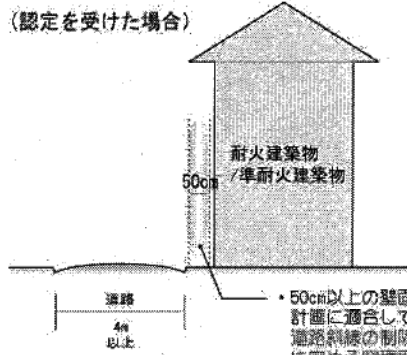 (認定を受けた場合)
耐火建築物
/準耐火建築物
50cm
道路
4m
以上
・50cm以上の壁面
計画に適合して
道路斜線の制限